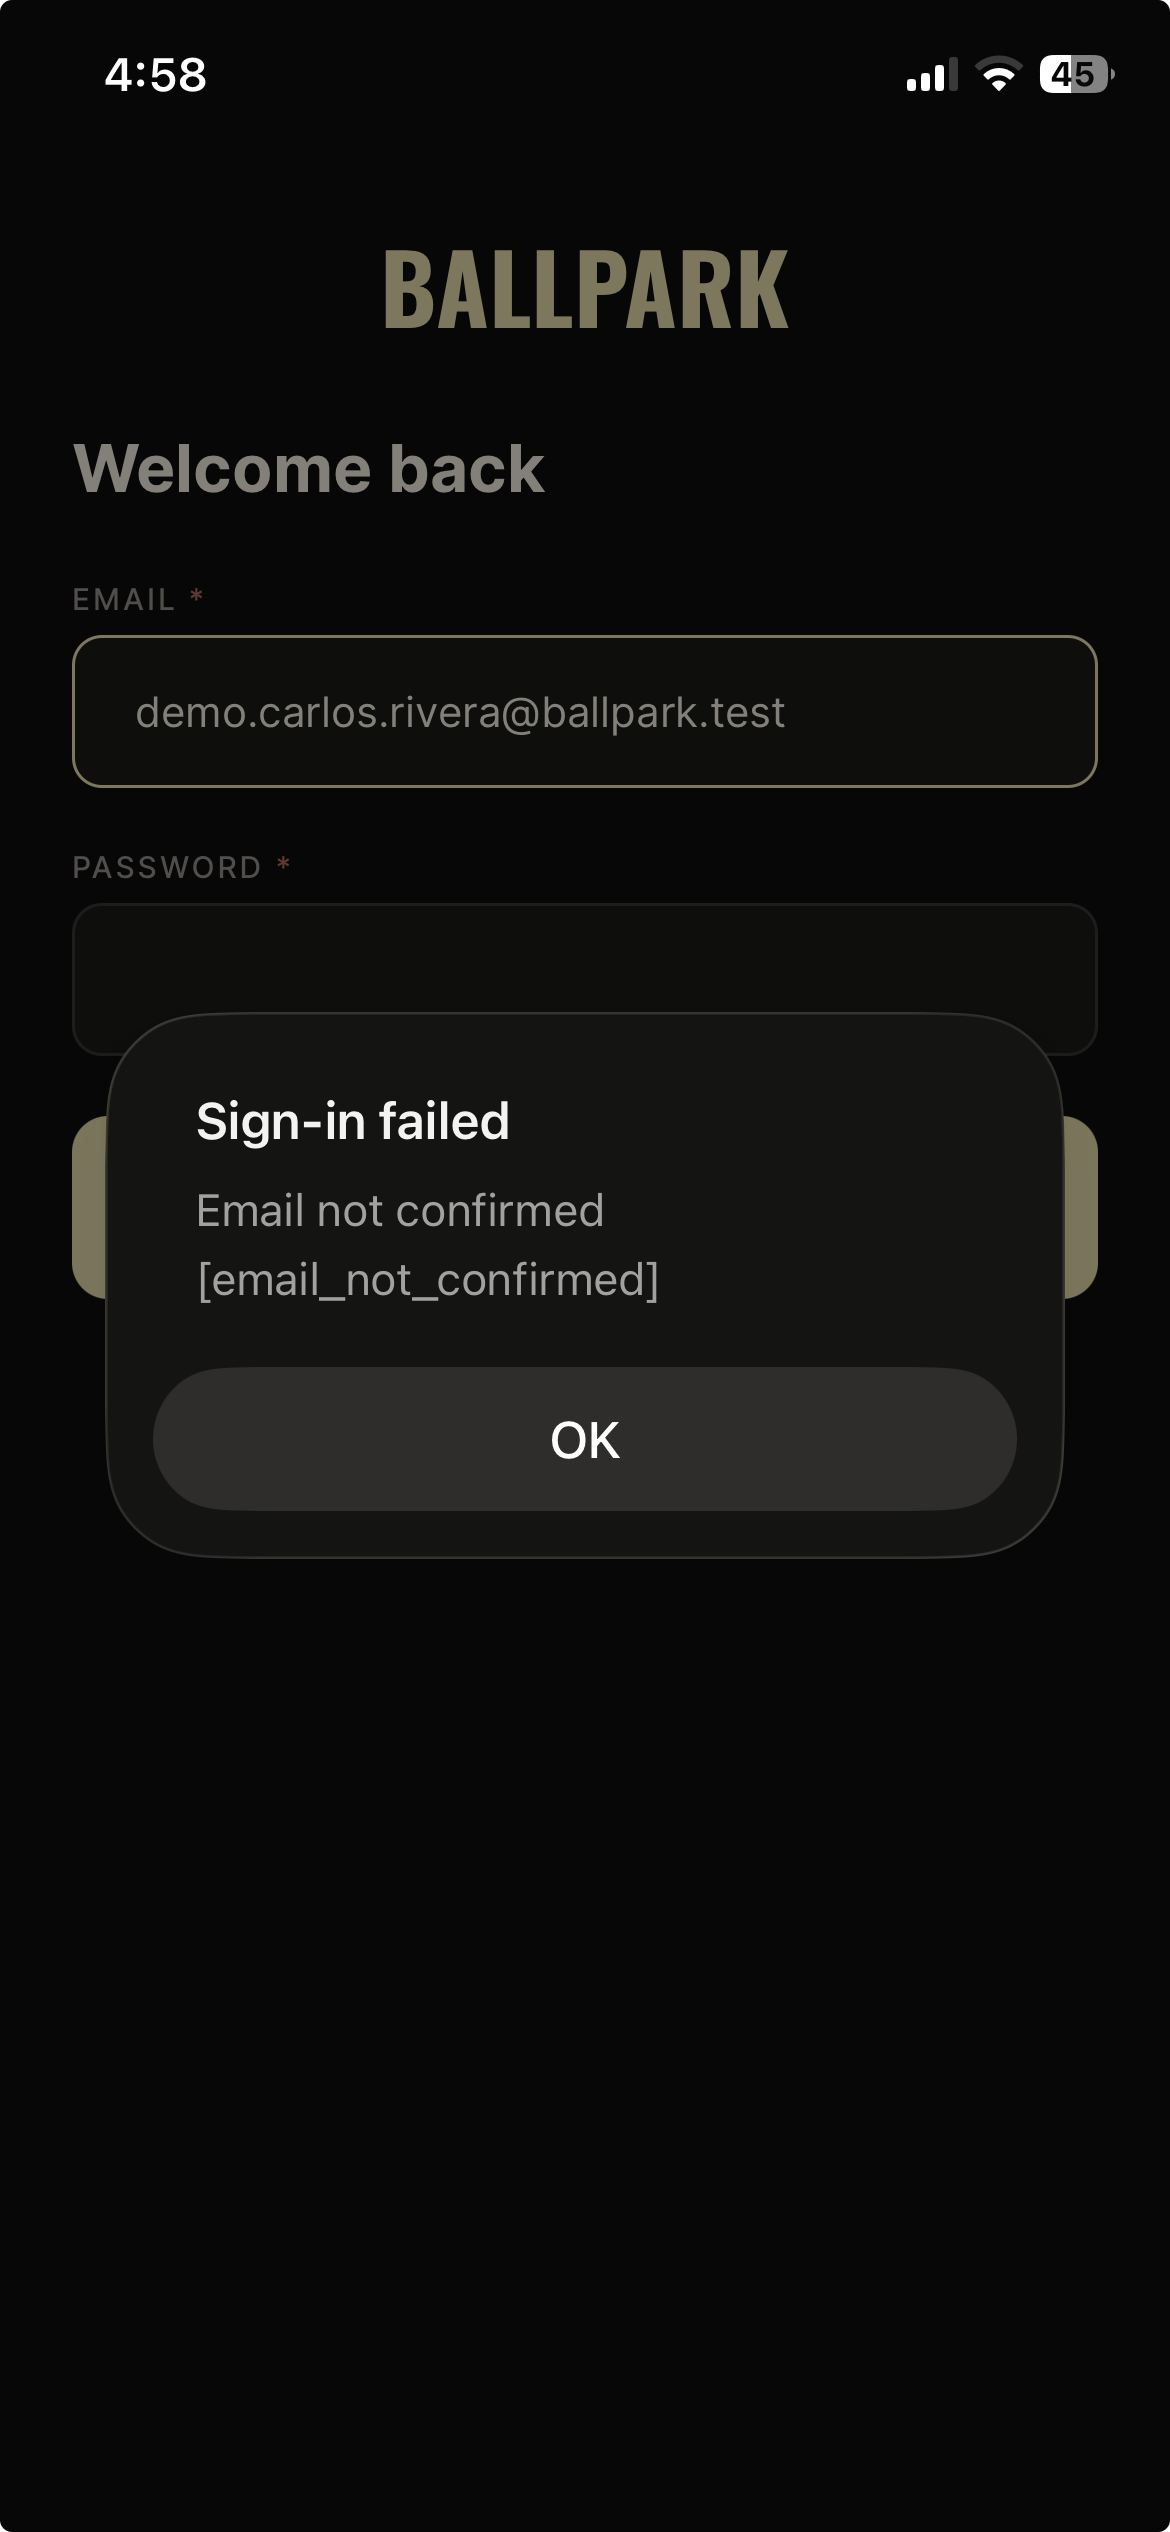 4:58
45
BALLPARK
Welcome back
EMAIL *
demo.carlos.rivera@ballpark.test
PASSWORD *
Sign-in failed
Email not confirmed
[email_not_confirmed]
OK